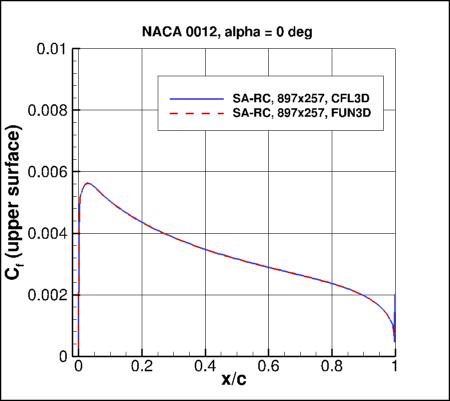 NACA 0012, alpha = 0 deg
SA-RC, 897x257, CFL3D
SA-RC, 897x257, FUN3D
Cf (upper surface)
0.01
0.008
0.006
0.004
0.002
0
0 0.2 0.4 0.6 0.8 1
x/c